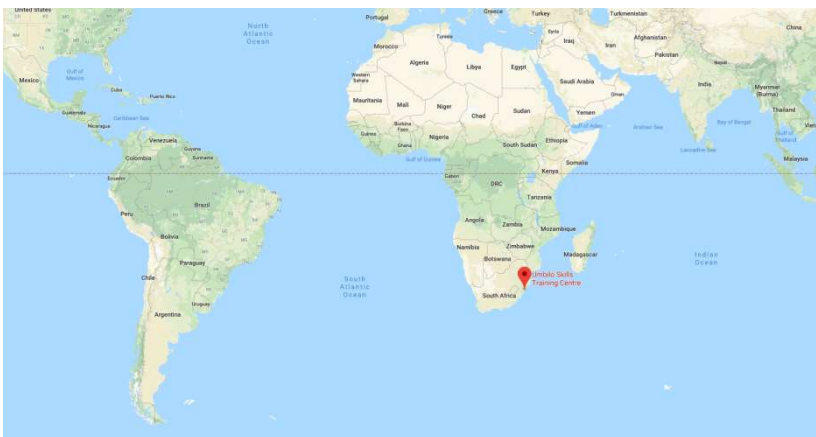 United States
Portugal
Greece
Turkey
Turkmenistan
North
Atlantic
Ocean
China
Syria
Afghanistan
Morocco
Tunisia
Iraq
Iran
Pakistan
Algeria
Libya
Egypt
Nepal
Gulf of
Mexico
Western
Sahara
Saudi Arabia
India
Myanmar
(Burma)
Mexico
Cuba
Puerto Rico
Oman
Mauritania
Mali
Niger
Chad
Sudan
Yemen
Thailand
Guatemala
Caribbean Sea
Burkina
Faso
Gulf of Aden
Arabian Sea
Bay of Bengal
Nicaragua
Guinea
Nigeria
Gulf of
Thailand
Venezuela
Ghana
South Sudan
Ethiopia
Guyana
Laccadive Sea
Colombia
Suriname
Gulf of Guinea
Somalia
Malaysia
Kenya
Ecuador
Gabon
DRC
Tanzania
Brazil
Peru
Angola
Zambia
Mozambique
Bolivia
Namibia
Zimbabwe
Madagascar
Indian
Ocean
Botswana
Paraguay
Chile
South
Atlantic
Ocean
Umbilo Skills
Training Centre
South Africa
Uruguay
Argentina